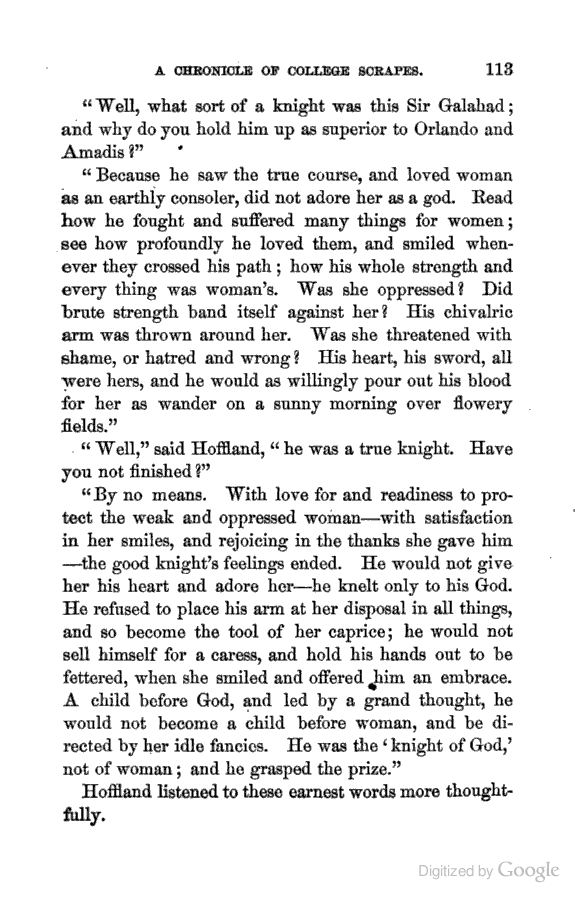 A CHRONICLE OF COLLEGE SCRAPES. 113
“Well, what sort of a knight was this Sir Galahad;
and why do you hold him up as superior to Orlando and
Amadis?”
“Because he saw the true course, and loved woman
as an earthly consoler, did not adore her as a god. Read
how he fought and suffered many things for women;
see how profoundly he loved them, and smiled when-
ever they crossed his path; how his whole strength and
every thing was woman’s. Was she oppressed? Did
brute strength band itself against her? His chivalric
arm was thrown around her. Was she threatened with
shame, or hatred and wrong? His heart, his sword, all
were hers, and he would as willingly pour out his blood
for her as wander on a sunny morning over flowery
fields.”
“Well,” said Hoffland, “he was a true knight. Have
you not finished?”
“By no means. With love for and readiness to pro-
tect the weak and oppressed woman—with satisfaction
in her smiles, and rejoicing in the thanks she gave him
—the good knight’s feelings ended. He would not give
her his heart and adore her—he knelt only to his God.
He refused to place his arm at her disposal in all things,
and so become the tool of her caprice; he would not
sell himself for a caress, and hold his hands out to be
fettered, when she smiled and offered him an embrace.
A child before God, and led by a grand thought, he
would not become a child before woman, and be di-
rected by her idle fancies. He was the ‘knight of God,’
not of woman; and he grasped the prize.”
Hoffland listened to these earnest words more thought-
fully.
Digitized by Google